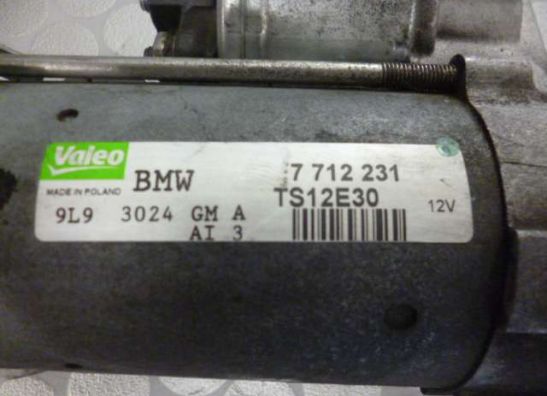 Valeo
MADE IN POLAND
BMW
7 712 231
TS12E30
12V
9L9 3024 GM A
AI 3